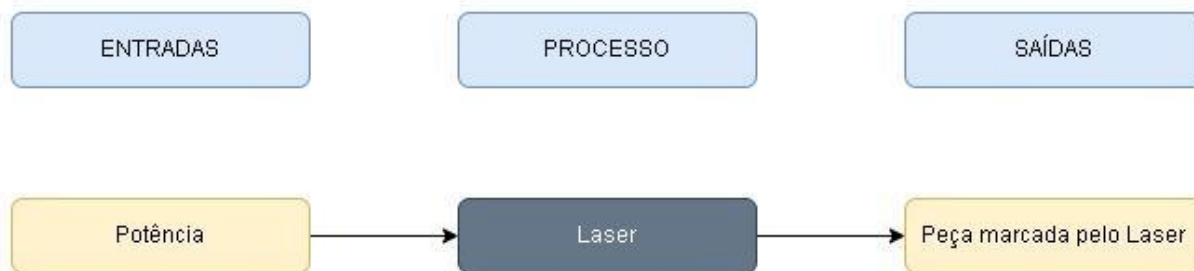 ENTRADAS
PROCESSO
SAÍDAS
Potência
Laser
Peça marcada pelo Laser